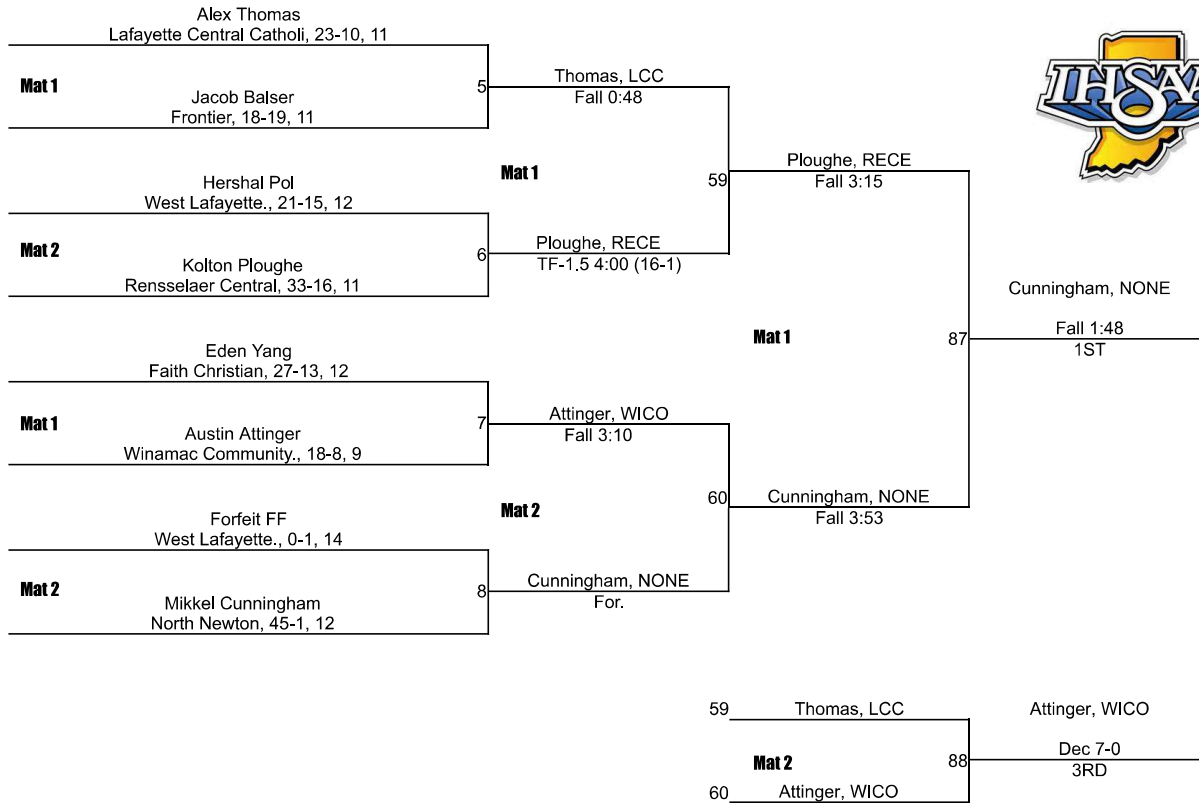 Alex Thomas
Lafayette Central Catholi, 23-10, 11
Mat 1
Jacob Balser
Frontier, 18-19, 11
5
Thomas, LCC
Fall 0:48
Hershal Pol
West Lafayette., 21-15, 12
Mat 2
Kolton Ploughe
Rensselaer Central, 33-16, 11
6
Ploughe, RECE
TF-1.5 4:00 (16-1)
Mat 1
59
Ploughe, RECE
Fall 3:15
Eden Yang
Faith Christian, 27-13, 12
Mat 1
Austin Attinger
Winamac Community., 18-8, 9
7
Attinger, WICO
Fall 3:10
Forfeit FF
West Lafayette., 0-1, 14
Mat 2
Mikkel Cunningham
North Newton, 45-1, 12
8
Cunningham, NONE
For.
Mat 2
60
Cunningham, NONE
Fall 3:53
Mat 1
87
Cunningham, NONE
Fall 1:48
1ST
IHSAA
59
Thomas, LCC
Mat 2
60
Attinger, WICO
88
Attinger, WICO
Dec 7-0
3RD